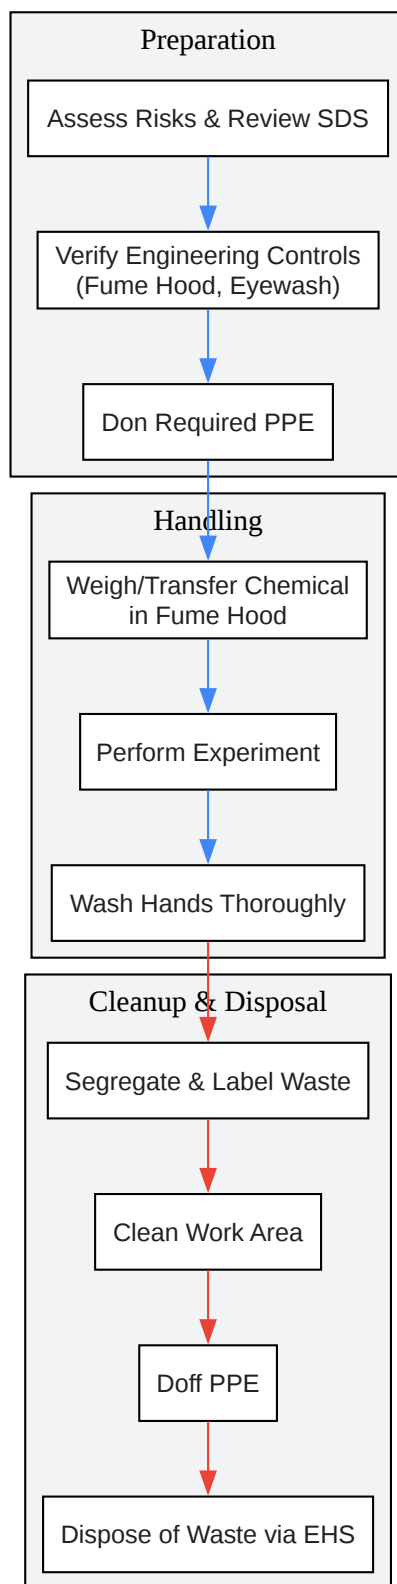 Preparation
Assess Risks & Review SDS
Verify Engineering Controls
(Fume Hood, Eyewash)
Don Required PPE
Handling
Weigh/Transfer Chemical
in Fume Hood
Perform Experiment
Wash Hands Thoroughly
Cleanup & Disposal
Segregate & Label Waste
Clean Work Area
Doff PPE
Dispose of Waste via EHS